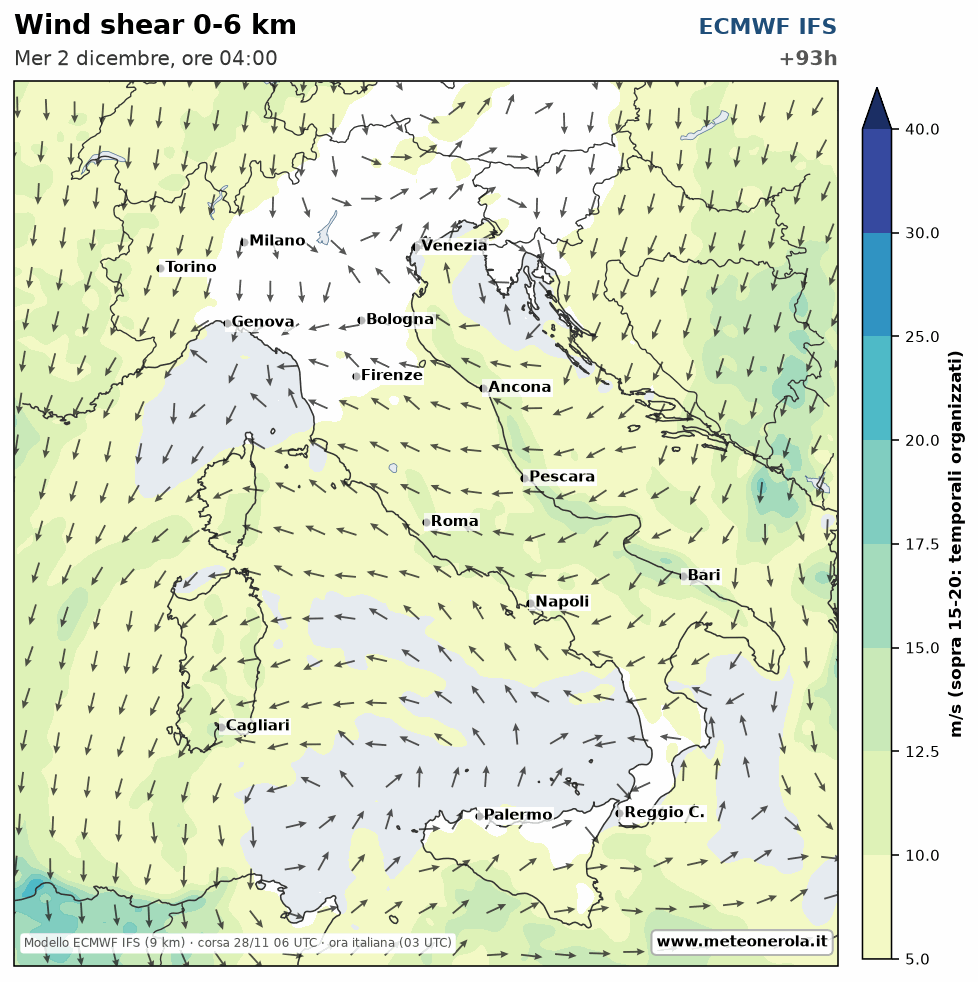 Wind shear 0-6 km
ECMWF IFS
Mer 2 dicembre, ore 04:00
+93h
40.0
30.0
25.0
20.0
17.5
15.0
12.5
10.0
5.0
m/s (sopra 15-20: temporali organizzati)
Milano
Venezia
Torino
Genova
Bologna
Firenze
Ancona
Pescara
Roma
Bari
Napoli
Cagliari
Palermo
Reggio C.
Modello ECMWF IFS (9 km) · corsa 28/11 06 UTC · ora italiana (03 UTC)
www.meteonerola.it